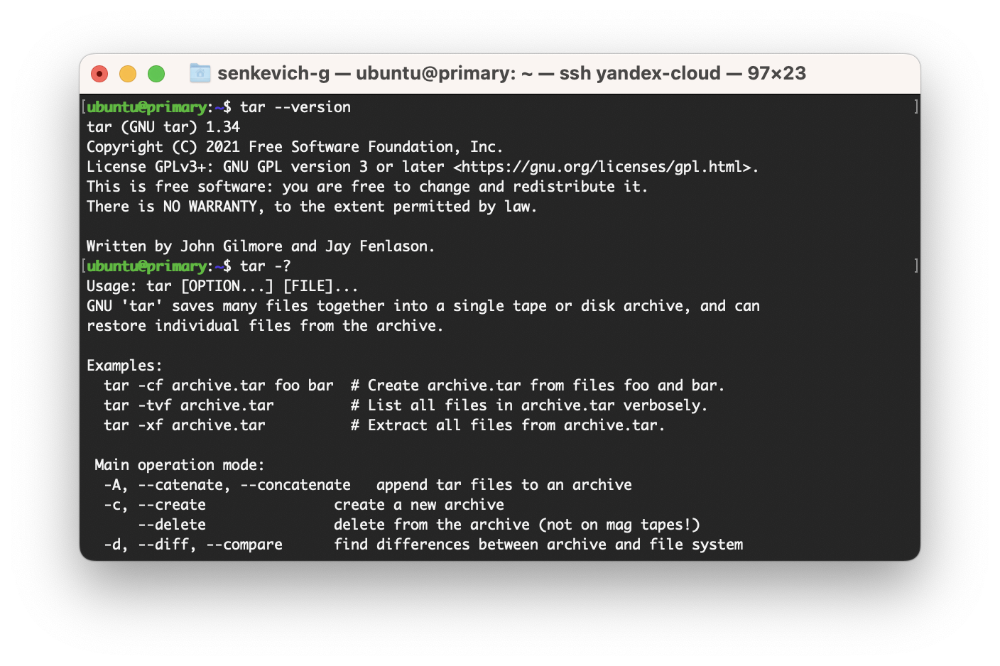 senkevich-g — ubuntu@primary: ~ — ssh yandex-cloud — 97×23
[ubuntu@primary:~$ tar --version ]
tar (GNU tar) 1.34
Copyright (C) 2021 Free Software Foundation, Inc.
License GPLv3+: GNU GPL version 3 or later <https://gnu.org/licenses/gpl.html>.
This is free software: you are free to change and redistribute it.
There is NO WARRANTY, to the extent permitted by law.

Written by John Gilmore and Jay Fenlason.
[ubuntu@primary:~$ tar -? ]
Usage: tar [OPTION...] [FILE]...
GNU 'tar' saves many files together into a single tape or disk archive, and can
restore individual files from the archive.

Examples:
  tar -cf archive.tar foo bar  # Create archive.tar from files foo and bar.
  tar -tvf archive.tar         # List all files in archive.tar verbosely.
  tar -xf archive.tar          # Extract all files from archive.tar.

 Main operation mode:
  -A, --catenate, --concatenate   append tar files to an archive
  -c, --create               create a new archive
      --delete               delete from the archive (not on mag tapes!)
  -d, --diff, --compare      find differences between archive and file system